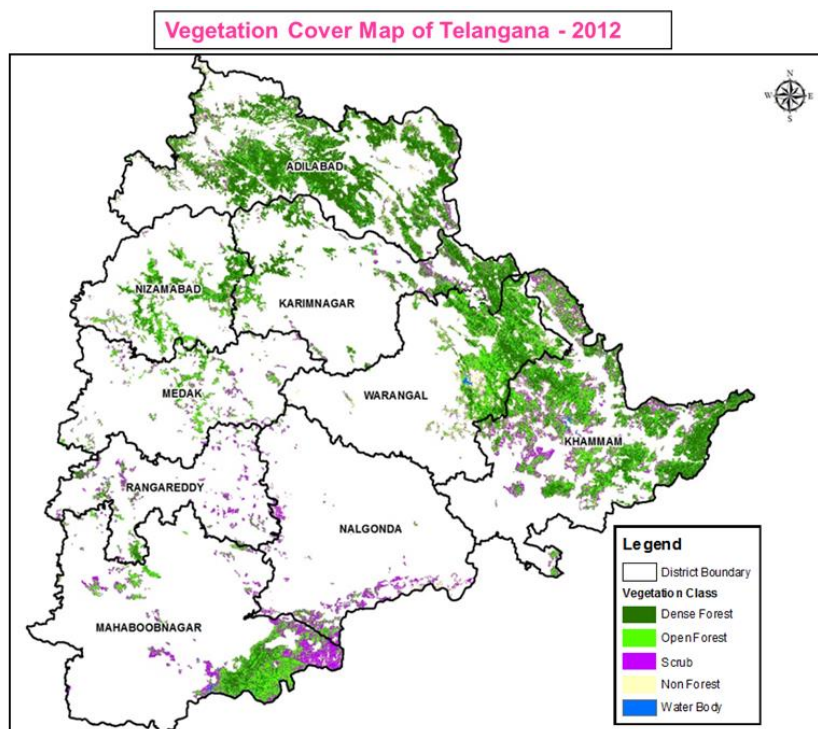 Vegetation Cover Map of Telangana - 2012
N
W E
S
ADILABAD
NIZAMABAD
KARIMNAGAR
MEDAK
WARANGAL
KHAMMAM
RANGAREDDY
NALGONDA
MAHABOOBNAGAR
Legend
District Boundary
Vegetation Class
Dense Forest
Open Forest
Scrub
Non Forest
Water Body